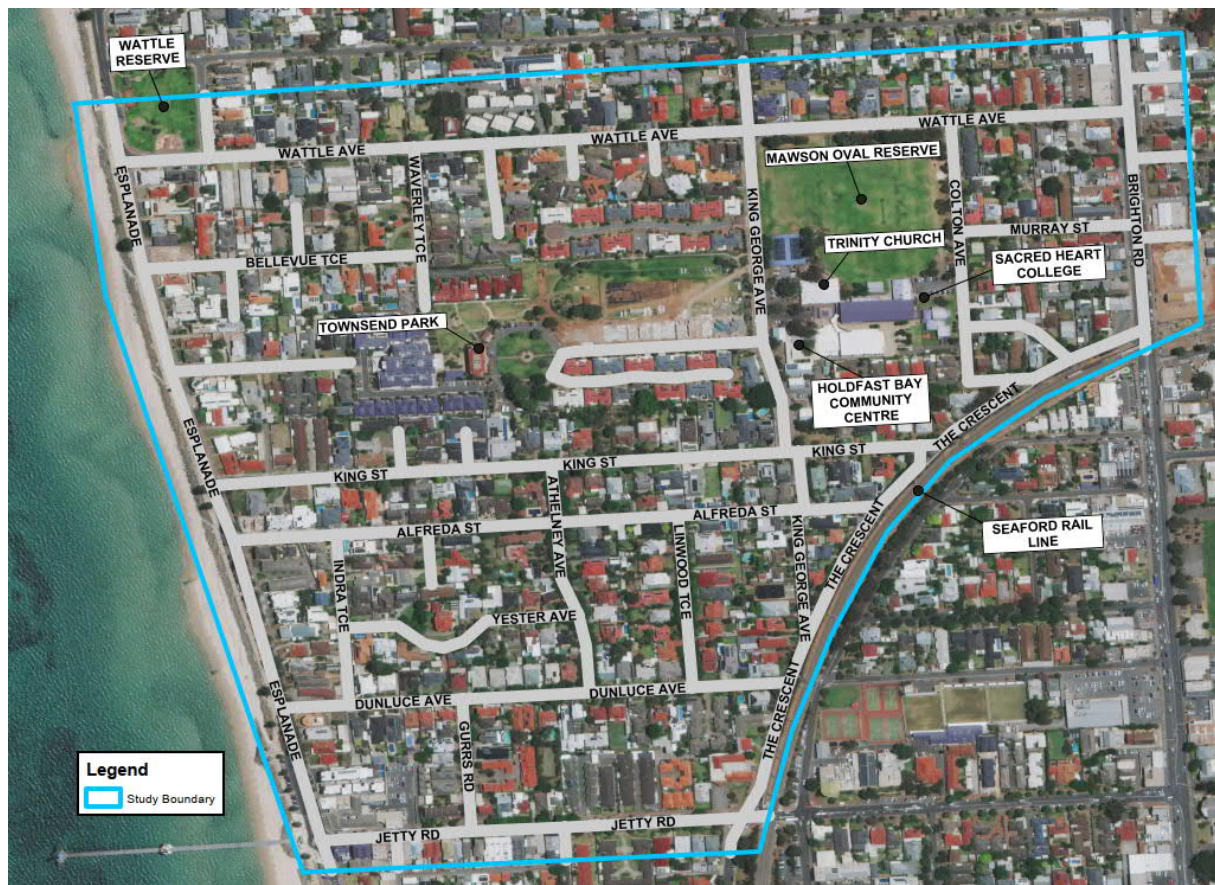 WATTLE
RESERVE
WATTLE AVE
WATTLE AVE
WATTLE AVE
MAWSON OVAL RESERVE
ESPLANADE
WAVERLEY TCE
KING GEORGE AVE
COLTON AVE
BRIGHTON RD
MURRAY ST
TRINITY CHURCH
BELLEVUE TCE
SACRED HEART
COLLEGE
TOWNSEND PARK
HOLDFAST BAY
COMMUNITY
CENTRE
THE CRESCENT
ESPLANADE
KING ST
KING ST
KING ST
ATHELNEY AVE
ALFREDA ST
ALFREDA ST
SEAFORD RAIL
LINE
INDRA TCE
LINWOOD TCE
KING GEORGE AVE
THE CRESCENT
YESTER AVE
ESPLANADE
DUNLUCE AVE
DUNLUCE AVE
THE CRESCENT
GURRS RD
Legend
Study Boundary
JETTY RD
JETTY RD